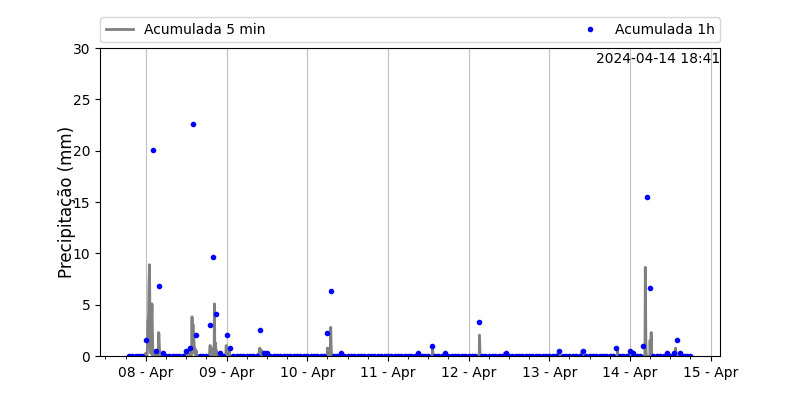 Acumulada 5 min
Acumulada 1h
2024-04-14 18:41
Precipitação (mm)
30
25
20
15
10
5
0
08 - Apr
09 - Apr
10 - Apr
11 - Apr
12 - Apr
13 - Apr
14 - Apr
15 - Apr